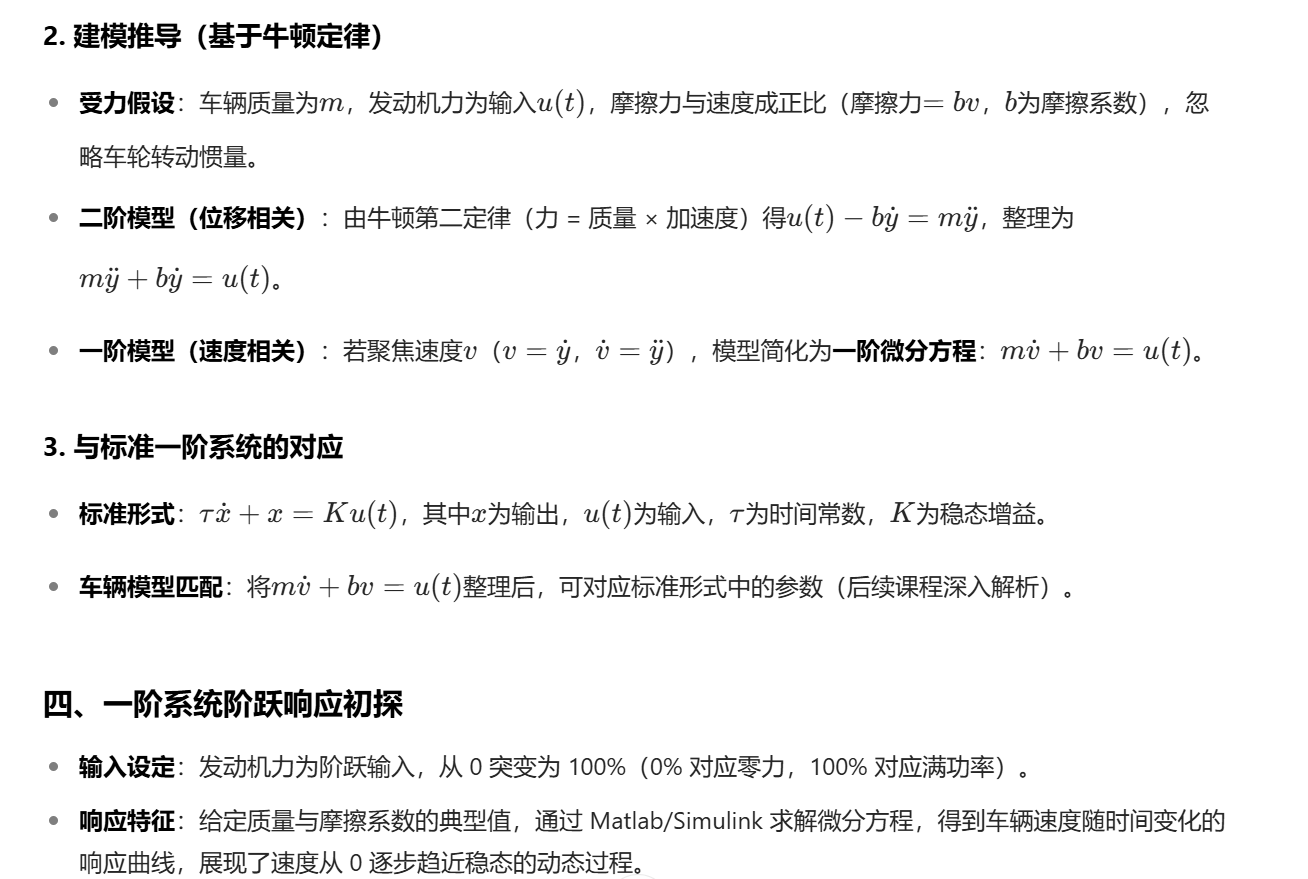 2. 建模推导（基于牛顿定律）
• 受力假设：车辆质量为m，发动机力为输入u(t)，摩擦力与速度成正比（摩擦力= bv，b为摩擦系数），忽
略车轮转动惯量。
• 二阶模型（位移相关）：由牛顿第二定律（力 = 质量 × 加速度）得u(t) − bẏ = mÿ，整理为
mÿ + bẏ = u(t)。
• 一阶模型（速度相关）：若聚焦速度v（v = ẏ，v̇ = ÿ），模型简化为一阶微分方程：mv̇ + bv = u(t)。
3. 与标准一阶系统的对应
• 标准形式：τẋ + x = Ku(t)，其中x为输出，u(t)为输入，τ为时间常数，K为稳态增益。
• 车辆模型匹配：将mv̇ + bv = u(t)整理后，可对应标准形式中的参数（后续课程深入解析）。
四、一阶系统阶跃响应初探
• 输入设定：发动机力为阶跃输入，从 0 突变为 100%（0% 对应零力，100% 对应满功率）。
• 响应特征：给定质量与摩擦系数的典型值，通过 Matlab/Simulink 求解微分方程，得到车辆速度随时间变化的
响应曲线，展现了速度从 0 逐步趋近稳态的动态过程。